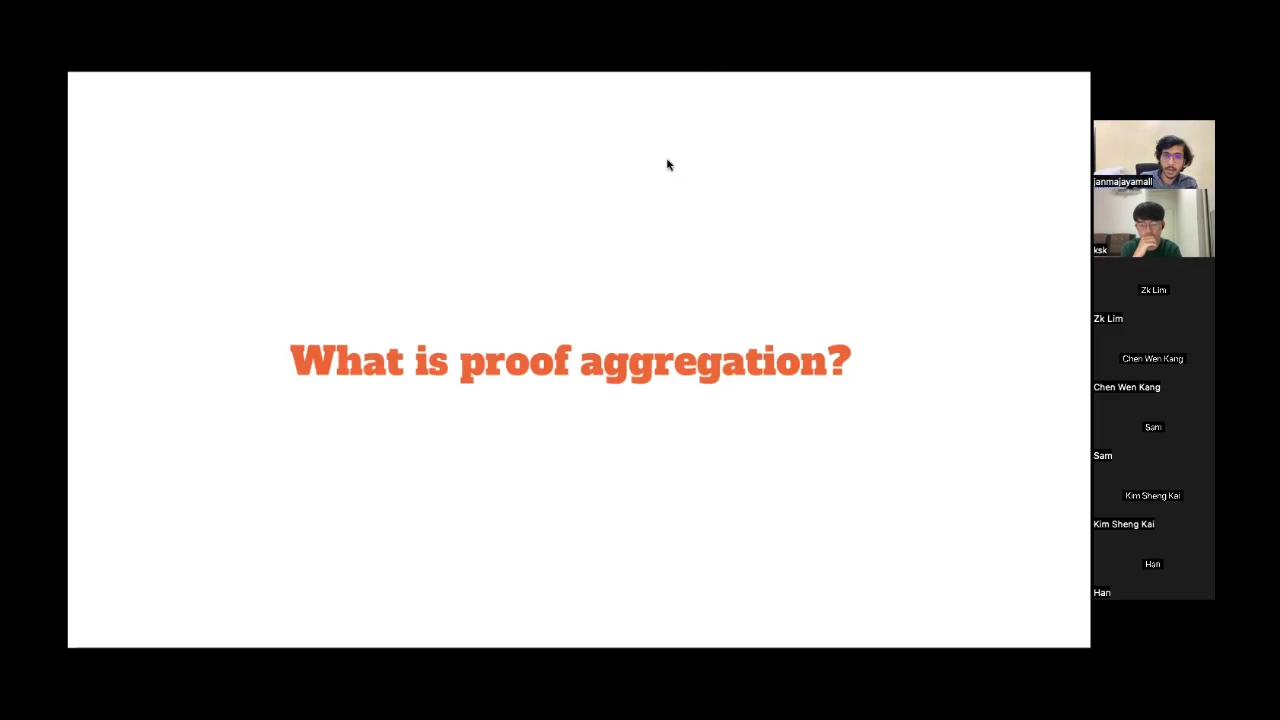 What is proof aggregation?
janmajayamall
ksk
Zk Lim
Zk Lim
Chen Wen Kang
Chen Wen Kang
Sam
Sam
Kim Sheng Kai
Kim Sheng Kai
Han
Han